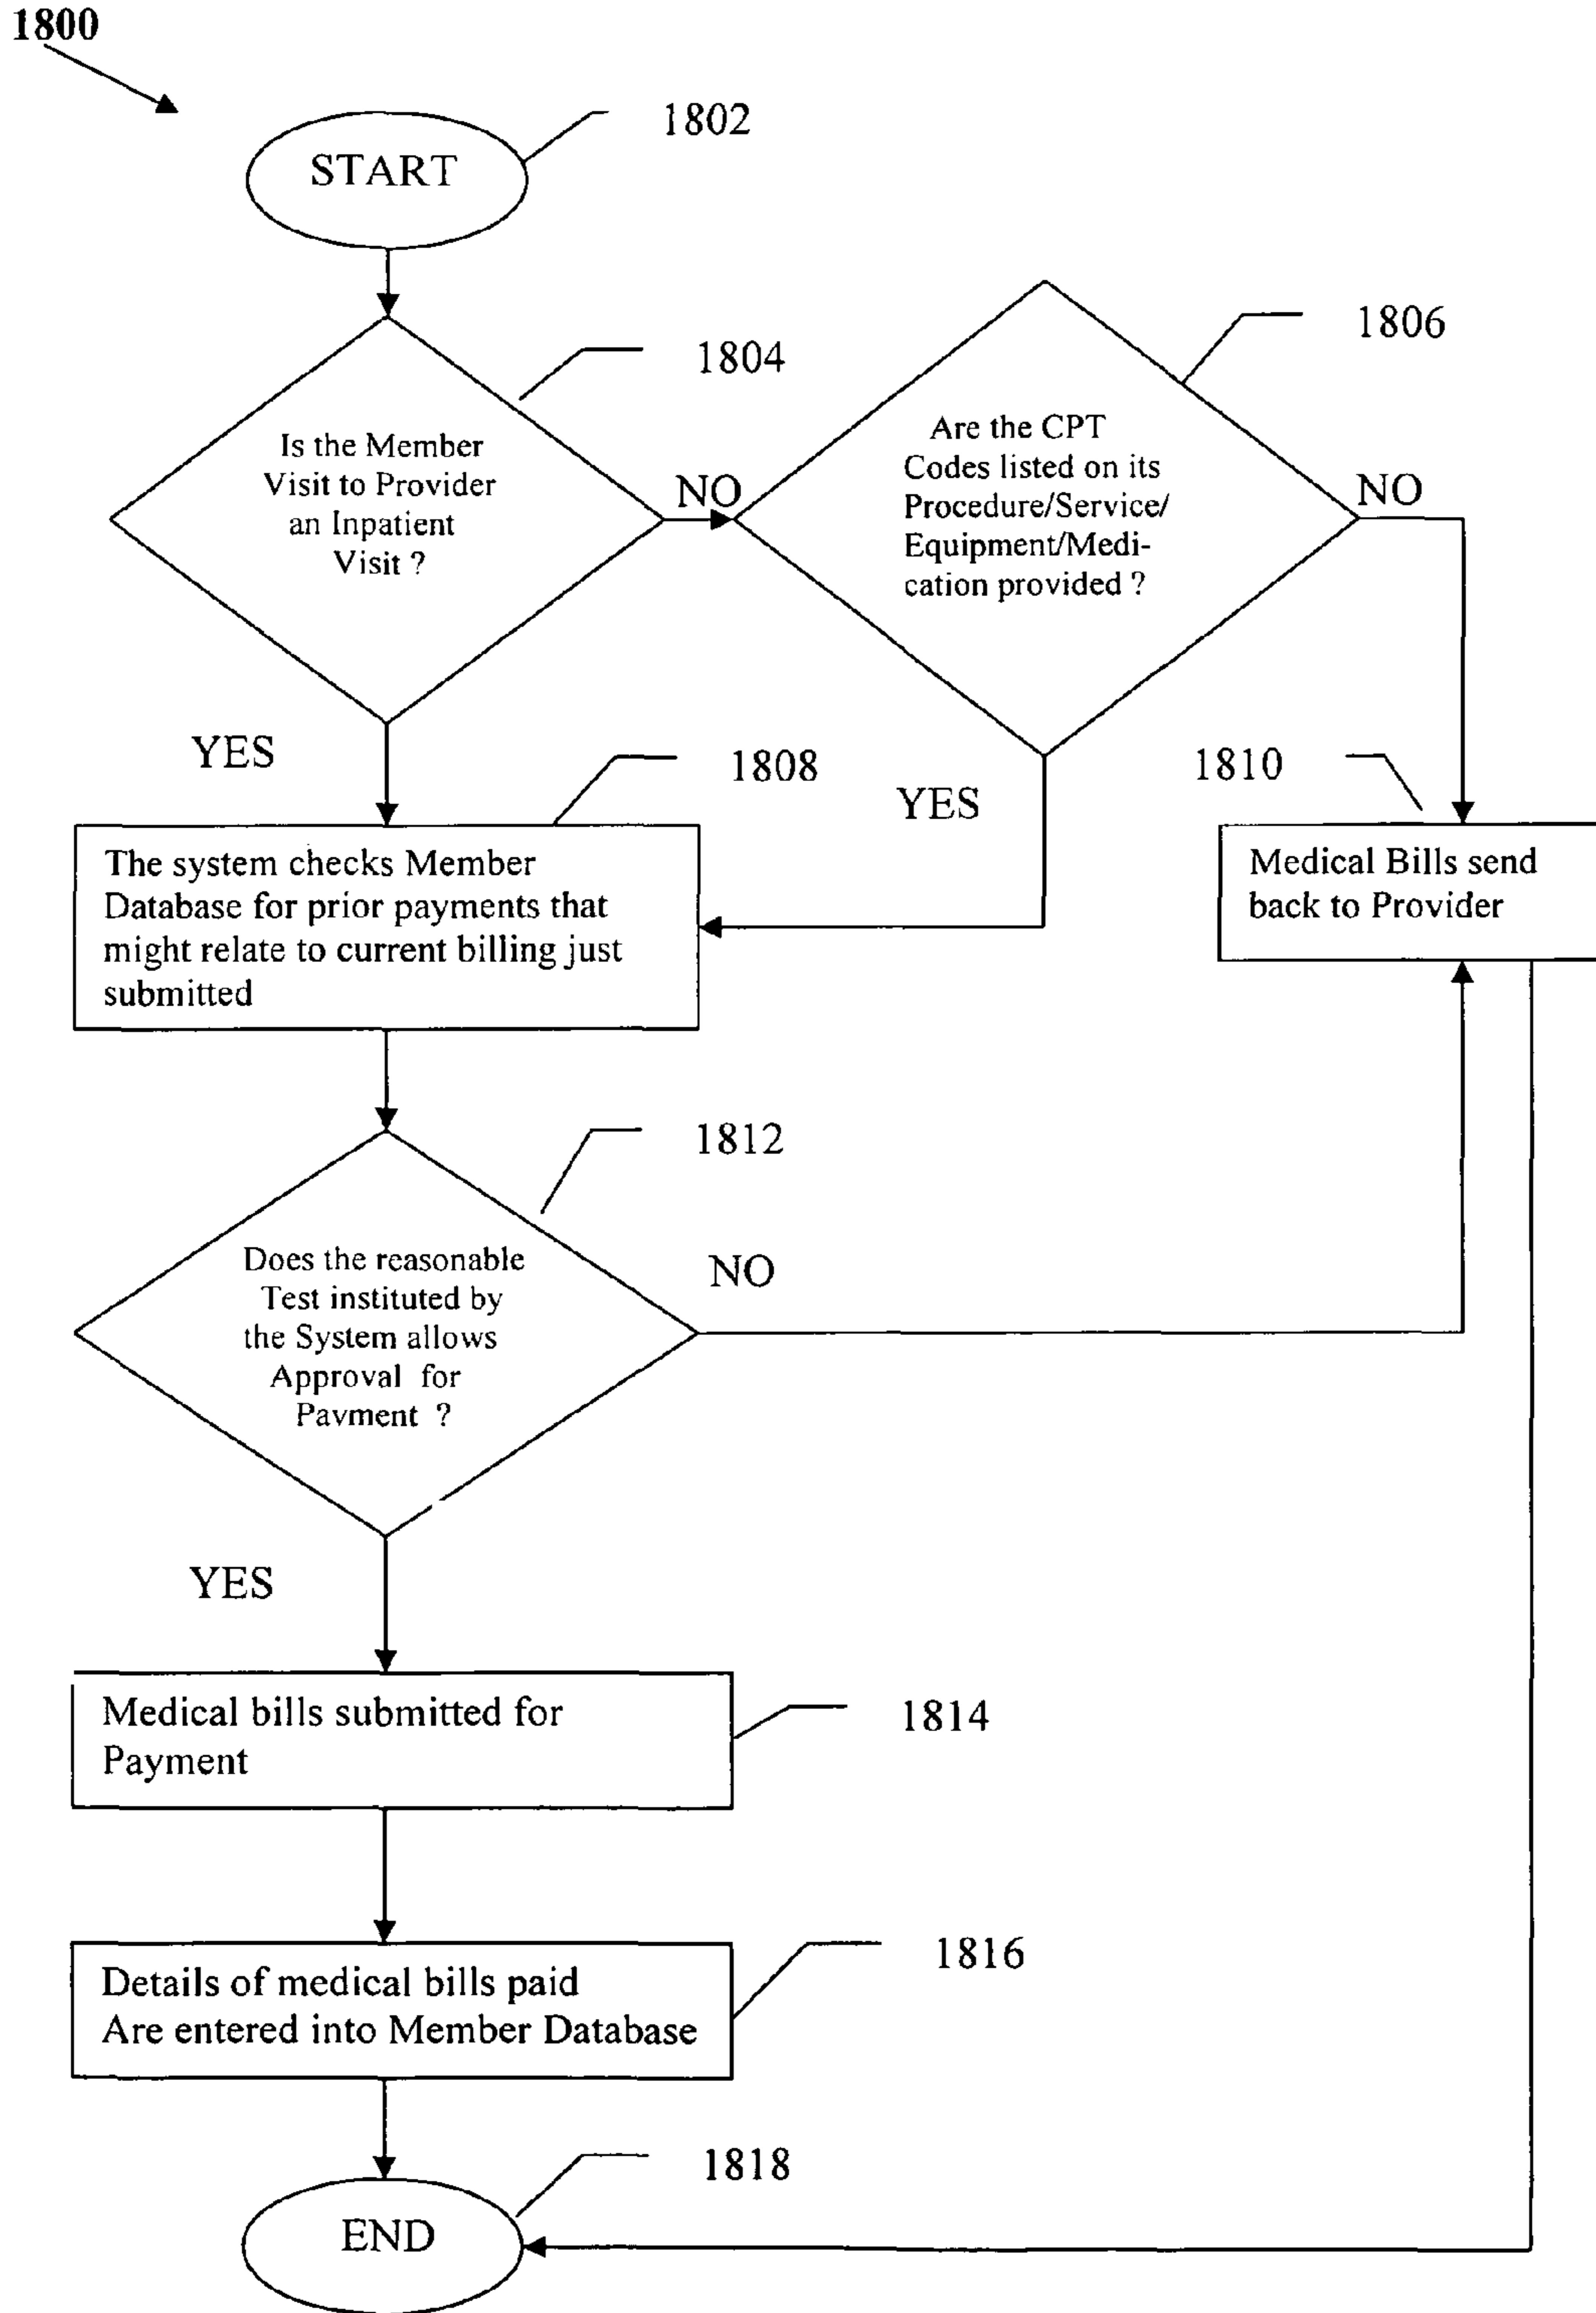 1800
1802
START
1804
Is the Member
Visit to Provider
an Inpatient
Visit ?
NO
1806
Are the CPT
Codes listed on its
Procedure/Service/
Equipment/Medi-
cation provided ?
NO
YES
YES
1808
The system checks Member
Database for prior payments that
might relate to current billing just
submitted
1810
Medical Bills send
back to Provider
1812
Does the reasonable
Test instituted by
the System allows
Approval for
Payment ?
NO
YES
Medical bills submitted for
Payment
1814
1816
Details of medical bills paid
Are entered into Member Database
1818
END